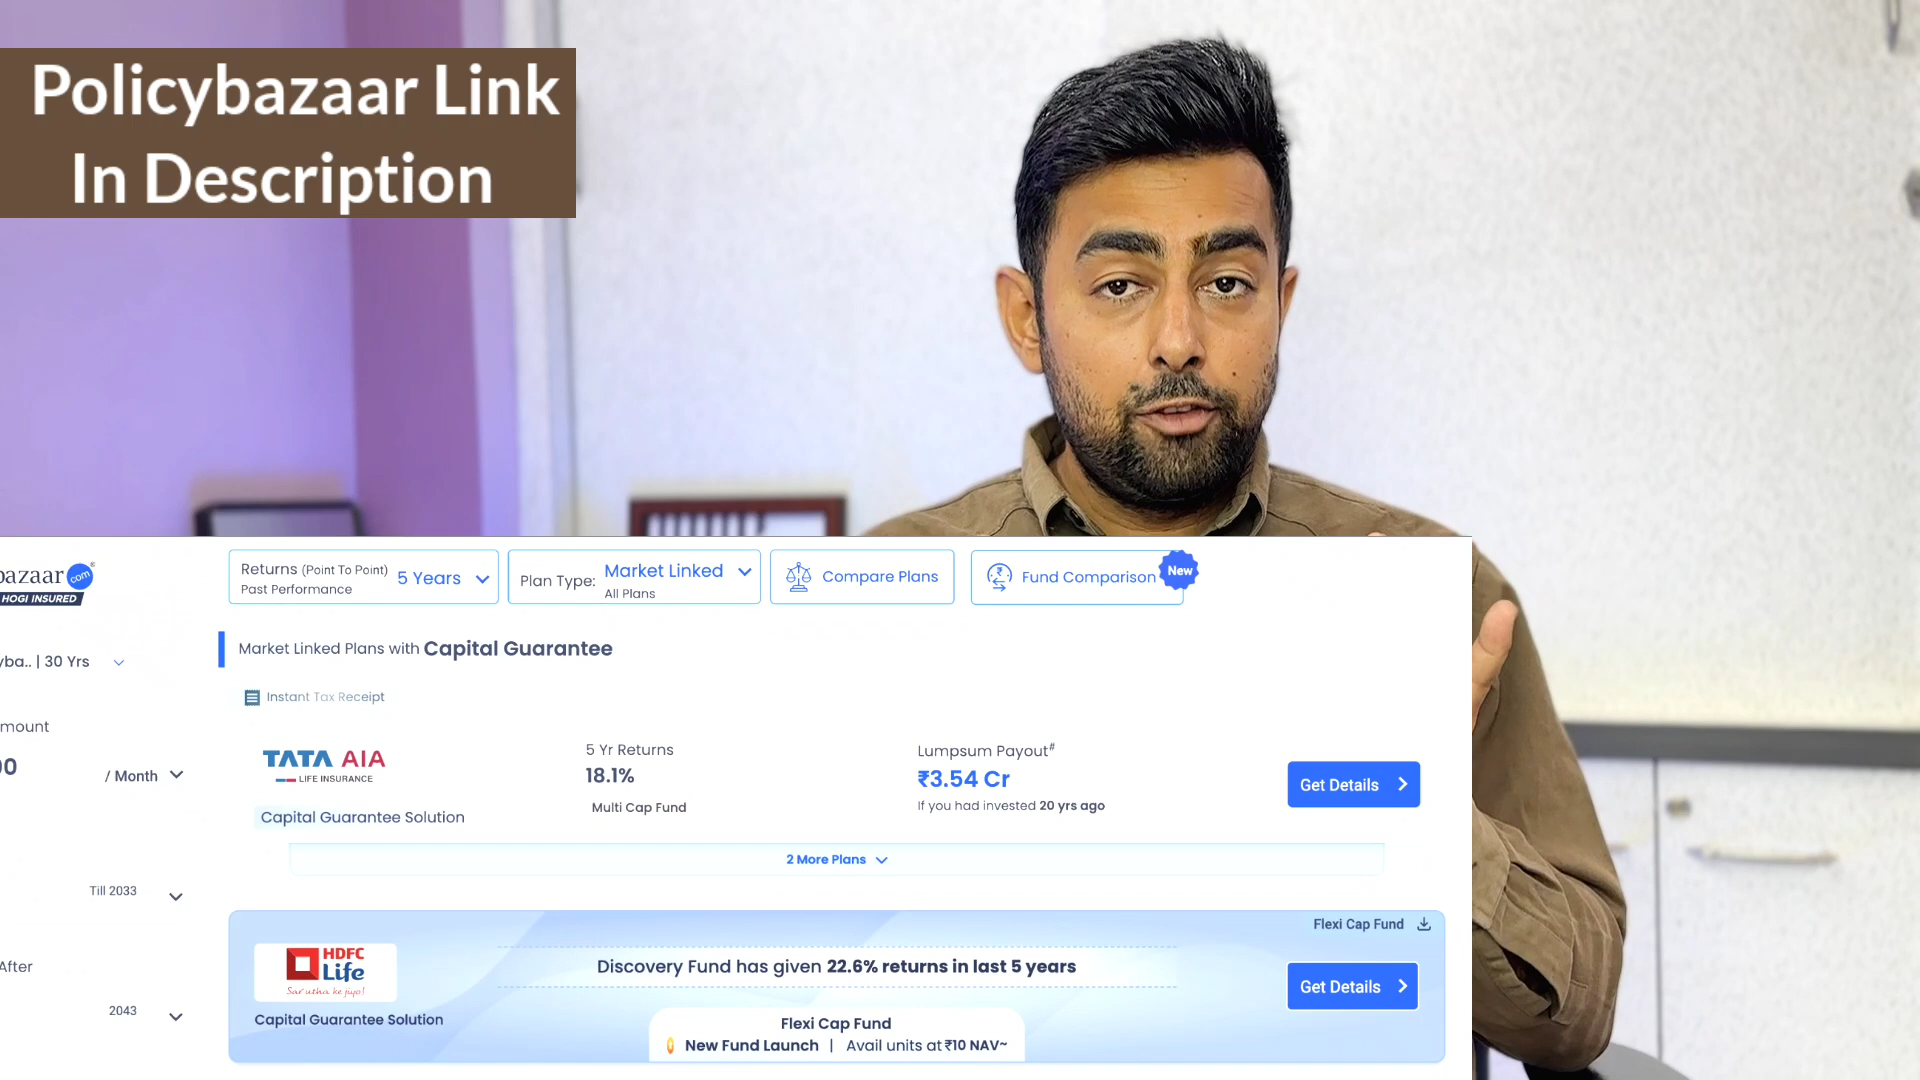 Policybazaar Link
In Description
bazaar.com
HOGI INSURED
Returns (Point To Point)
Past Performance
5 Years
Plan Type:
Market Linked
All Plans
Compare Plans
Fund Comparison
New
Market Linked Plans with Capital Guarantee
yba.. | 30 Yrs
Instant Tax Receipt
mount
00
/ Month
TATA AIA
LIFE INSURANCE
Capital Guarantee Solution
5 Yr Returns
18.1%
Multi Cap Fund
Lumpsum Payout#
₹3.54 Cr
If you had invested 20 yrs ago
Get Details
2 More Plans
Till 2033
After
2043
Flexi Cap Fund
HDFC
Life
Sar utha ke jiyo!
Capital Guarantee Solution
Discovery Fund has given 22.6% returns in last 5 years
Get Details
Flexi Cap Fund
New Fund Launch | Avail units at ₹10 NAV~